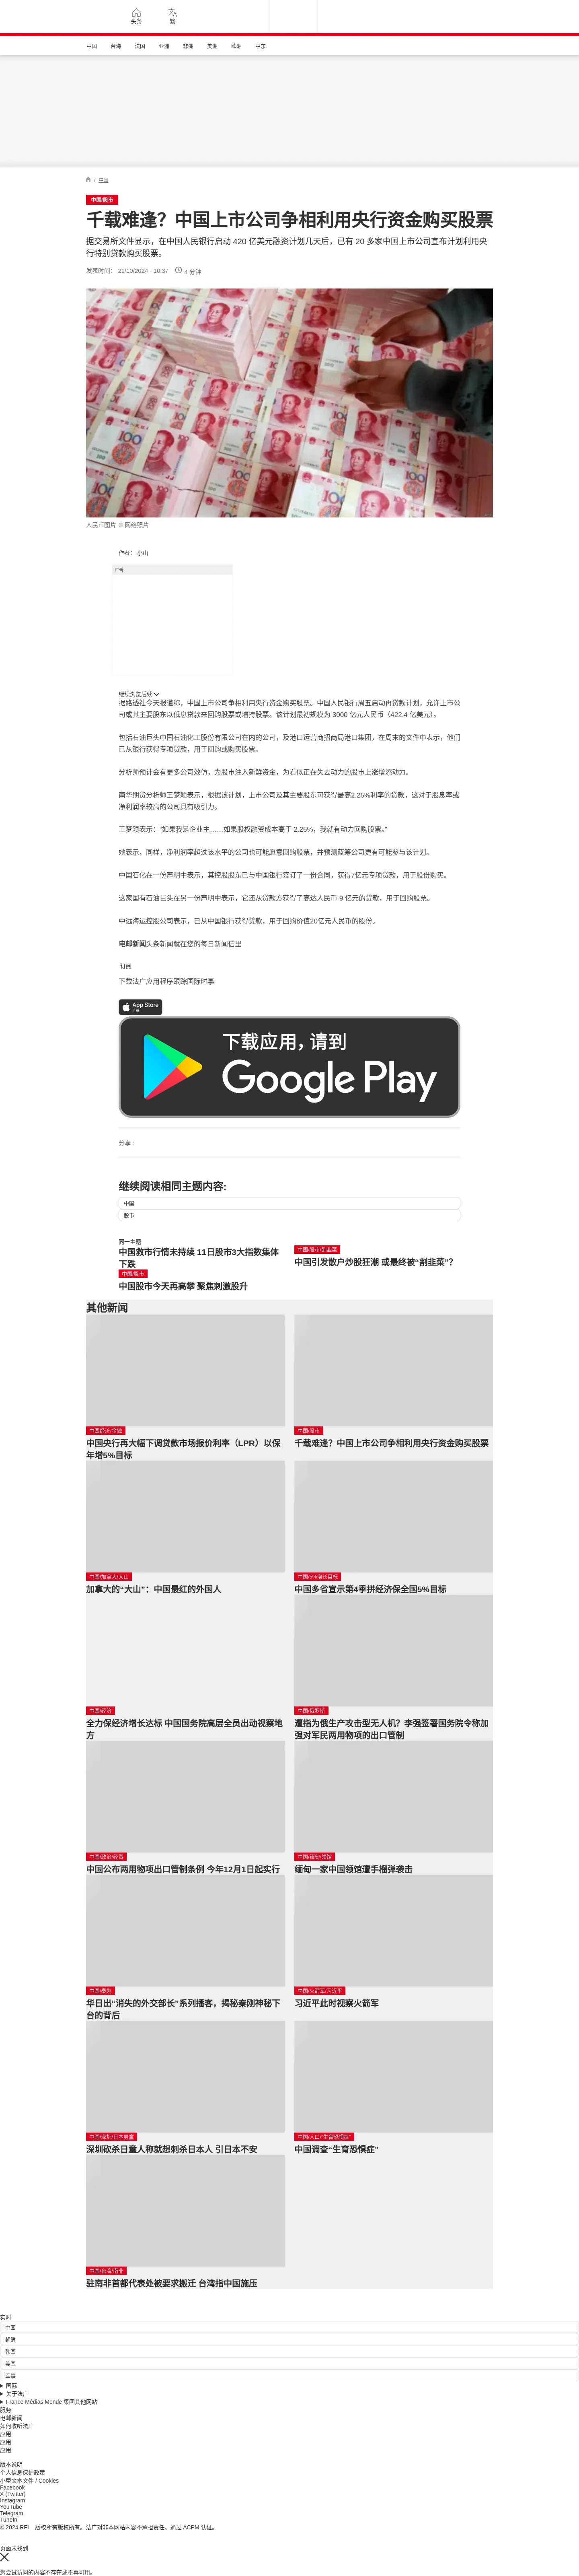 头条
繁
中国
台海
法国
亚洲
非洲
美洲
欧洲
中东
/ 中国
中国/股市
千载难逢？中国上市公司争相利用央行资金购买股票
据交易所文件显示，在中国人民银行启动 420 亿美元融资计划几天后，已有 20 多家中国上市公司宣布计划利用央
行特别贷款购买股票。
发表时间： 21/10/2024 - 10:37
4 分钟
人民币图片 © 网络照片
作者： 小山
广告
继续浏览后续
据路透社今天报道称，中国上市公司争相利用央行资金购买股票。中国人民银行周五启动再贷款计划，允许上市公
司或其主要股东以低息贷款来回购股票或增持股票。该计划最初规模为 3000 亿元人民币（422.4 亿美元）。
包括石油巨头中国石油化工股份有限公司在内的公司，及港口运营商招商局港口集团，在周末的文件中表示，他们
已从银行获得专项贷款，用于回购或购买股票。
分析师预计会有更多公司效仿，为股市注入新鲜资金，为看似正在失去动力的股市上涨增添动力。
南华期货分析师王梦颖表示，根据该计划，上市公司及其主要股东可获得最高2.25%利率的贷款，这对于股息率或
净利润率较高的公司具有吸引力。
王梦颖表示：“如果我是企业主……如果股权融资成本高于 2.25%，我就有动力回购股票。”
她表示，同样，净利润率超过该水平的公司也可能愿意回购股票，并预测蓝筹公司更有可能参与该计划。
中国石化在一份声明中表示，其控股股东已与中国银行签订了一份合同，获得7亿元专项贷款，用于股份购买。
这家国有石油巨头在另一份声明中表示，它还从贷款方获得了高达人民币 9 亿元的贷款，用于回购股票。
中远海运控股公司表示，已从中国银行获得贷款，用于回购价值20亿元人民币的股份。
电邮新闻头条新闻就在您的每日新闻信里
订阅
下载法广应用程序跟踪国际时事
App Store
下载
下载应用，请到
Google Play
分享 :
继续阅读相同主题内容:
中国
股市
同一主题
中国救市行情未持续 11日股市3大指数集体
下跌
中国/股市/割韭菜
中国引发散户炒股狂潮 或最终被“割韭菜”？
中国/股市
中国股市今天再高攀 聚焦刺激股升
其他新闻
中国经济/金融
中国央行再大幅下调贷款市场报价利率（LPR）以保
年增5%目标
中国/股市
千载难逢？中国上市公司争相利用央行资金购买股票
中国/加拿大/大山
加拿大的“大山”：中国最红的外国人
中国/5%增长目标
中国多省宣示第4季拼经济保全国5%目标
中国/经济
全力保经济增长达标 中国国务院高层全员出动视察地
方
中国/俄罗斯
遭指为俄生产攻击型无人机？李强签署国务院令称加
强对军民两用物项的出口管制
中国/政治/经贸
中国公布两用物项出口管制条例 今年12月1日起实行
中国/缅甸/领馆
缅甸一家中国领馆遭手榴弹袭击
中国/秦刚
华日出“消失的外交部长”系列播客，揭秘秦刚神秘下
台的背后
中国/火箭军/习近平
习近平此时视察火箭军
中国/深圳/日本男童
深圳砍杀日童人称就想刺杀日本人 引日本不安
中国/人口/“生育恐惧症”
中国调查“生育恐惧症”
中国/台湾/南非
驻南非首都代表处被要求搬迁 台湾指中国施压
实时
中国
朝鲜
韩国
美国
军事
国际
关于法广
France Médias Monde 集团其他网站
服务
电邮新闻
如何收听法广
应用
应用
应用
版本说明
个人信息保护政策
小型文本文件 / Cookies
Facebook
X (Twitter)
Instagram
YouTube
Telegram
TuneIn
© 2024 RFI – 版权所有版权所有。法广对非本网站内容不承担责任。通过 ACPM 认证。
页面未找到
您尝试访问的内容不存在或不再可用。